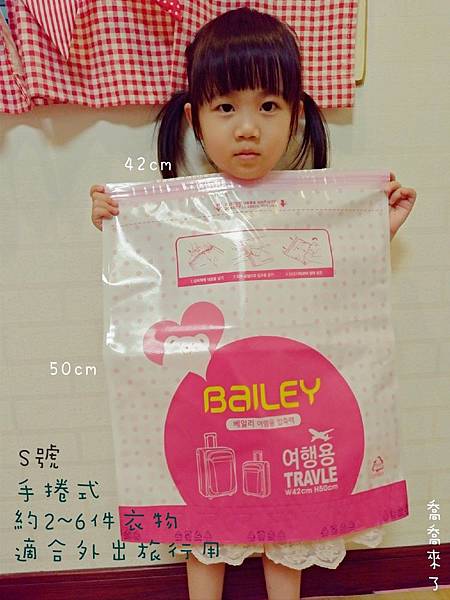 42cm
50cm
BAILEY
베일리 여행용 압축팩
여행용
TRAVLE
W42cm H50cm
S號
手捲式
約2~6件衣物
適合外出旅行用
喬喬來了